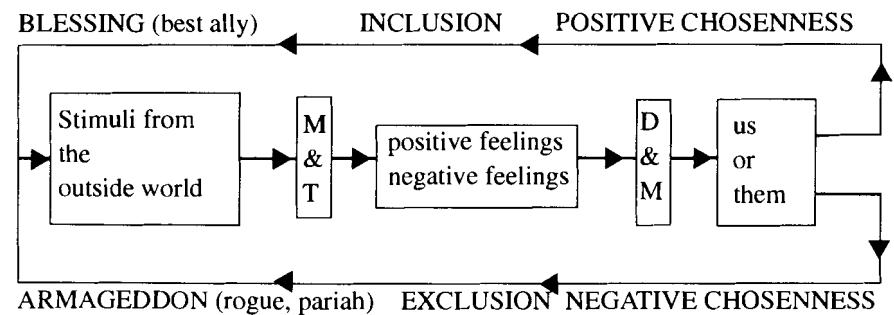 BLESSING (best ally) INCLUSION POSITIVE CHOSENNESS
Stimuli from
the
outside world
M
&
T
positive feelings
negative feelings
D
&
M
us
or
them
ARMAGEDDON (rogue, pariah) EXCLUSION NEGATIVE CHOSENNESS